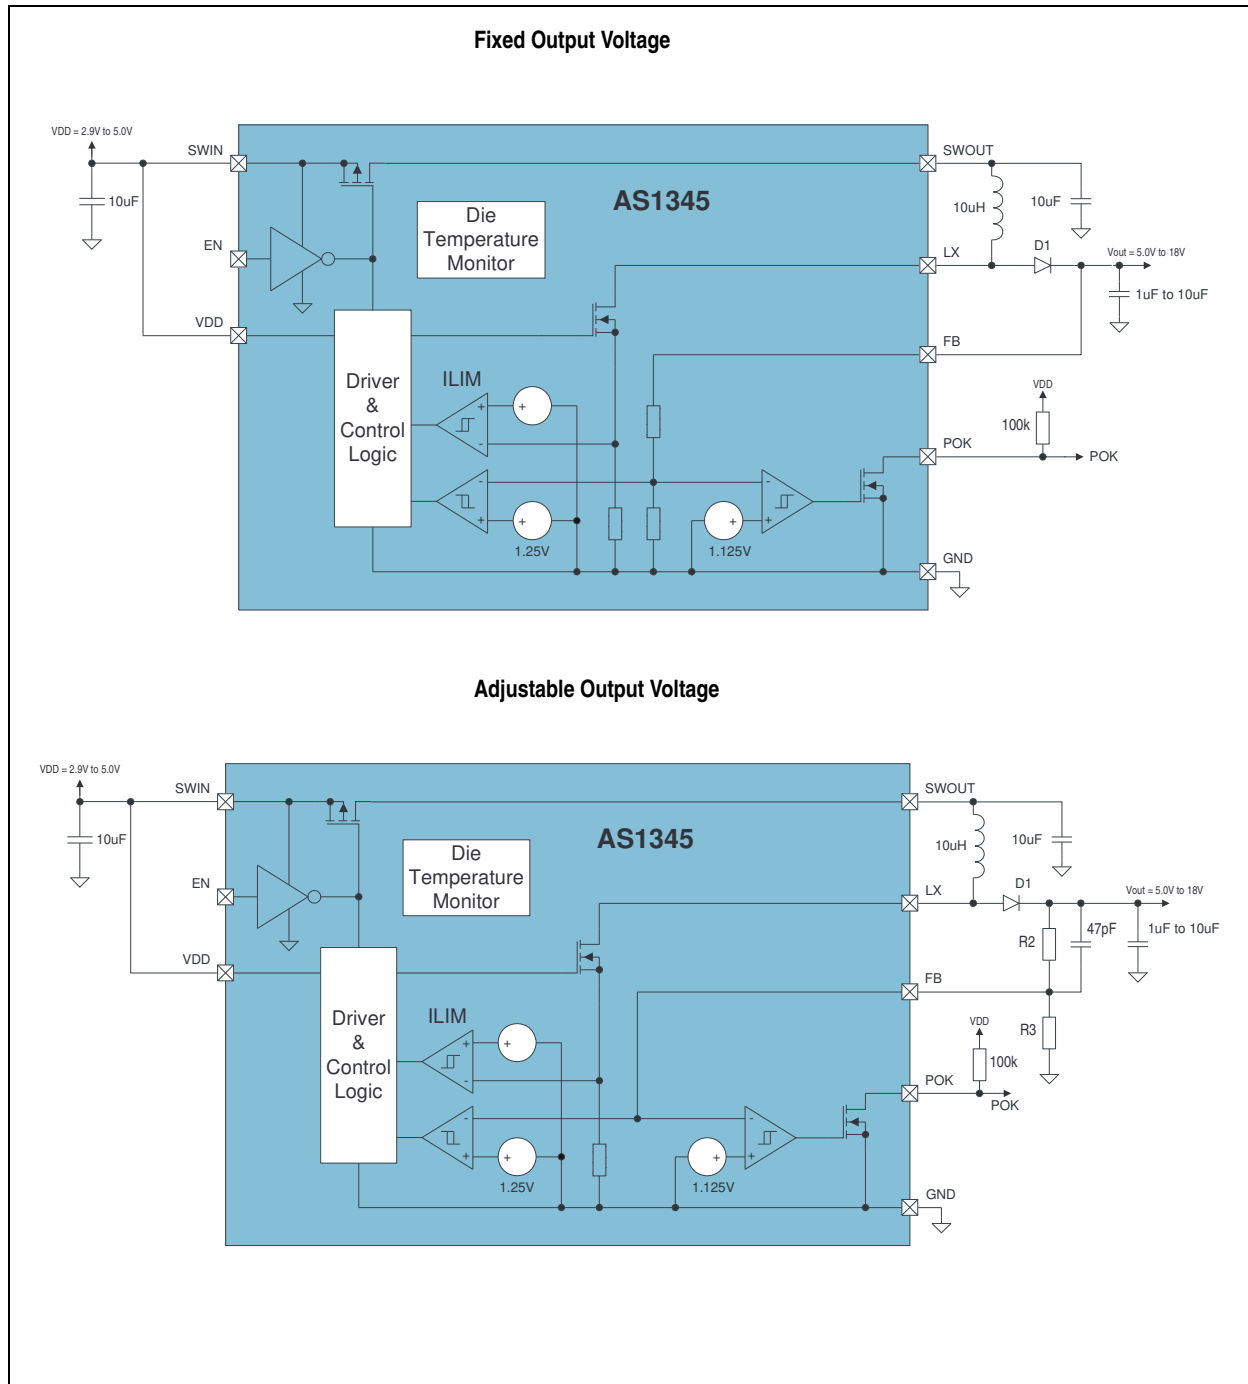 Fixed Output Voltage
VDD = 2.9V to 5.0V
SWIN
SWOUT
10uF
AS1345
10uH
10uF
Die
Temperature
Monitor
EN
LX
D1
Vout = 5.0V to 18V
1uF to 10uF
VDD
FB
Driver
&
Control
Logic
ILIM
+
+
-
VDD
100k
POK
POK
-
+
+
1.25V
-
+
+
1.125V
GND
Adjustable Output Voltage
VDD = 2.9V to 5.0V
SWIN
SWOUT
10uF
AS1345
10uH
10uF
Die
Temperature
Monitor
EN
LX
D1
Vout = 5.0V to 18V
R2
47pF
1uF to 10uF
VDD
FB
Driver
&
Control
Logic
ILIM
+
+
-
VDD
R3
100k
POK
POK
-
+
+
1.25V
-
+
+
1.125V
GND